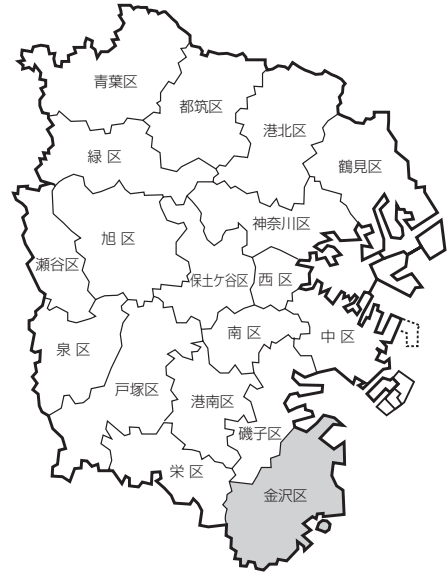 青葉区
都筑区
港北区
緑 区
鶴見区
神奈川区
旭 区
瀬谷区
保土ケ谷区
西 区
南 区
中 区
泉 区
戸塚区
港南区
磯子区
栄 区
金沢区